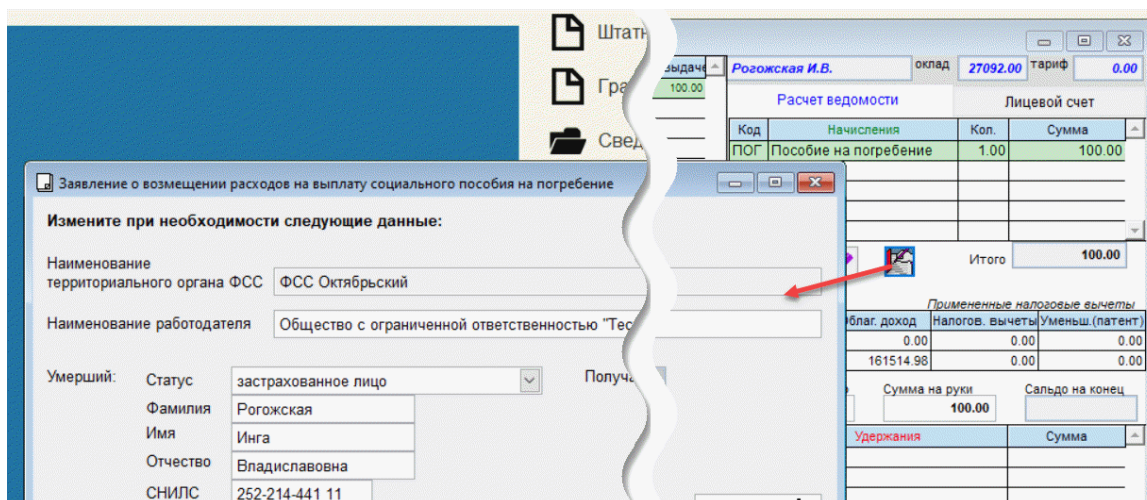 Штатн
Гра
Свед
выдаче
100.00
Рогожская И.В. оклад 27092.00 тариф 0.00
Расчет ведомости Лицевой счет
Код Начисления Кол. Сумма
ПОГ Пособие на погребение 1.00 100.00
Итого 100.00
Примененные налоговые вычеты
Облаг. доход Налогов. вычеты Уменьш.(патент)
0.00 0.00 0.00
161514.98 0.00 0.00
Сумма на руки Сальдо на конец
100.00
Удержания Сумма
Заявление о возмещении расходов на выплату социального пособия на погребение
Измените при необходимости следующие данные:
Наименование
территориального органа ФСС ФСС Октябрьский
Наименование работодателя Общество с ограниченной ответственностью "Тес
Умерший: Статус застрахованное лицо Получа
Фамилия Рогожская
Имя Инга
Отчество Владиславовна
СНИЛС 252-214-441 11